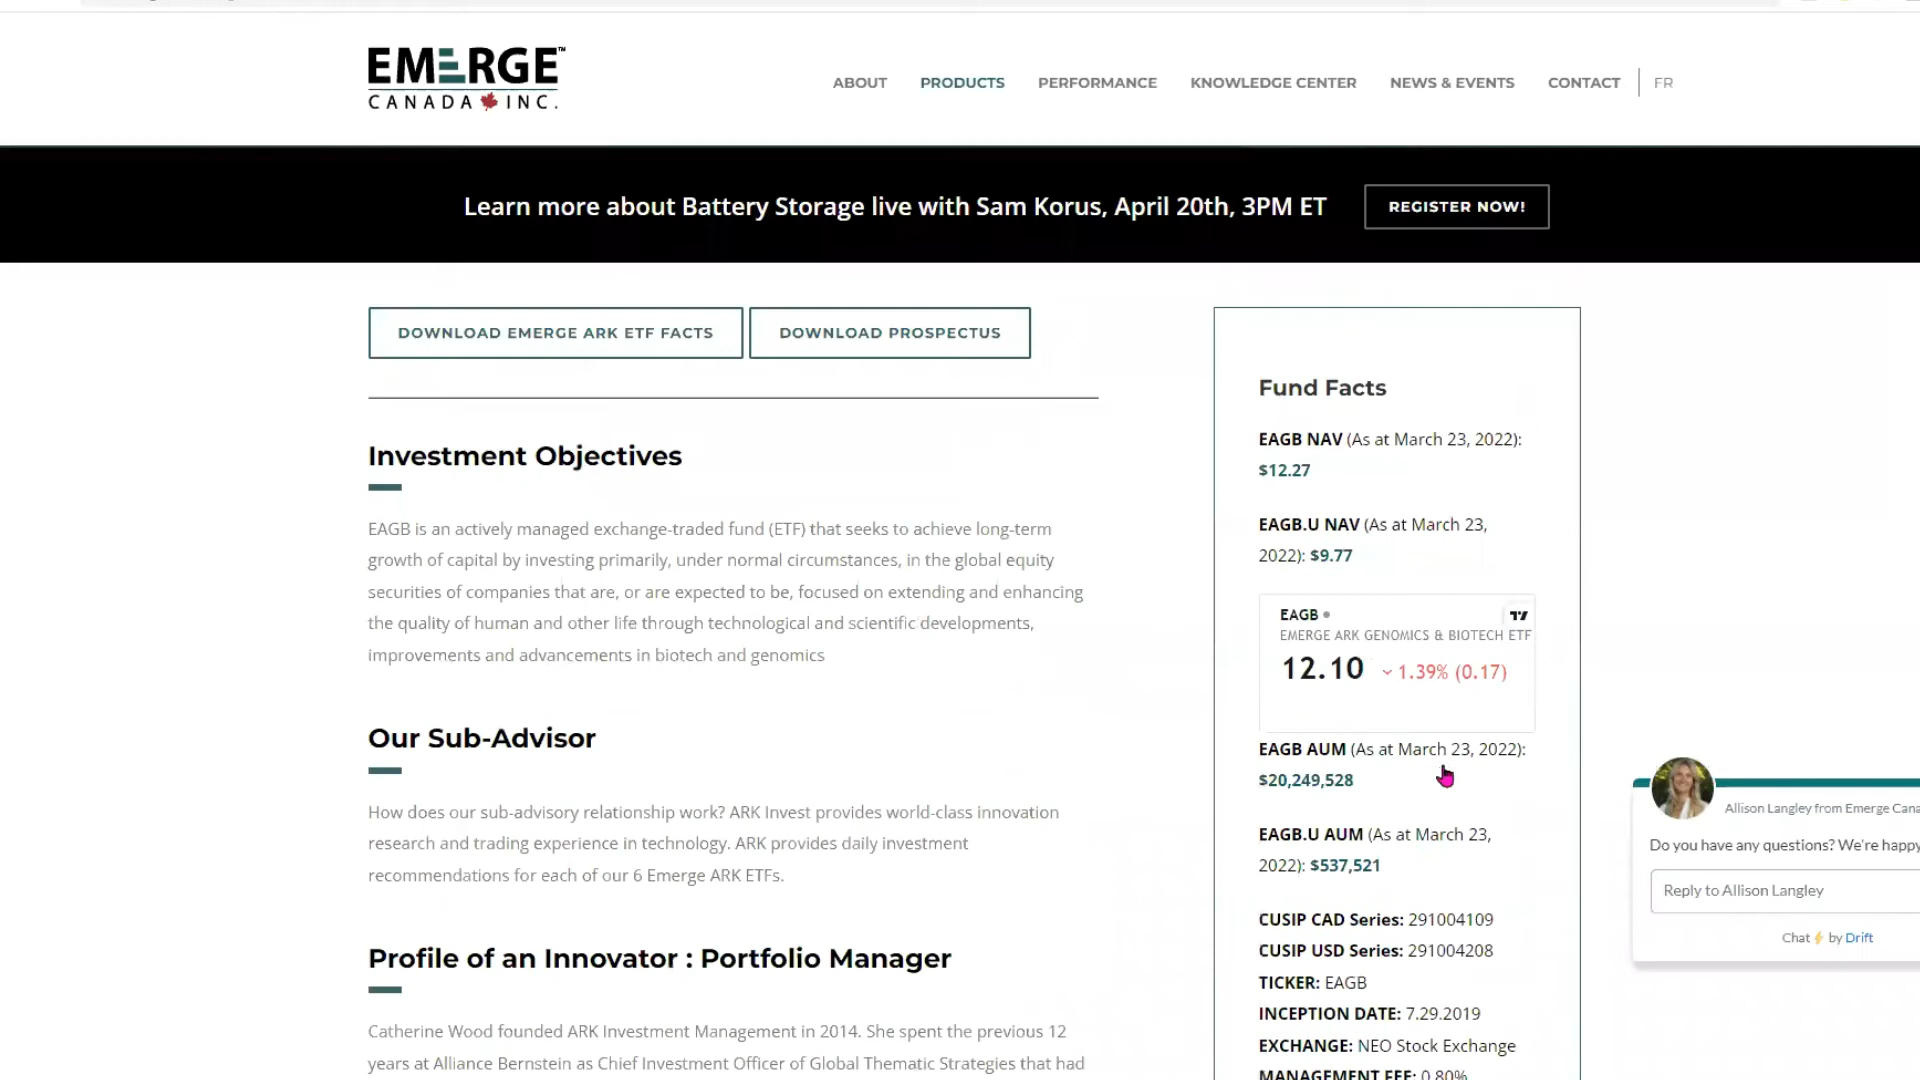 EMERGE™
CANADA INC.
ABOUT PRODUCTS PERFORMANCE KNOWLEDGE CENTER NEWS & EVENTS CONTACT FR
Learn more about Battery Storage live with Sam Korus, April 20th, 3PM ET REGISTER NOW!
DOWNLOAD EMERGE ARK ETF FACTS DOWNLOAD PROSPECTUS
Investment Objectives
EAGB is an actively managed exchange-traded fund (ETF) that seeks to achieve long-term
growth of capital by investing primarily, under normal circumstances, in the global equity
securities of companies that are, or are expected to be, focused on extending and enhancing
the quality of human and other life through technological and scientific developments,
improvements and advancements in biotech and genomics
Our Sub-Advisor
How does our sub-advisory relationship work? ARK Invest provides world-class innovation
research and trading experience in technology. ARK provides daily investment
recommendations for each of our 6 Emerge ARK ETFs.
Profile of an Innovator : Portfolio Manager
Catherine Wood founded ARK Investment Management in 2014. She spent the previous 12
years at Alliance Bernstein as Chief Investment Officer of Global Thematic Strategies that had
Fund Facts
EAGB NAV (As at March 23, 2022):
$12.27
EAGB.U NAV (As at March 23,
2022): $9.77
EAGB
EMERGE ARK GENOMICS & BIOTECH ETF
12.10 1.39% (0.17)
EAGB AUM (As at March 23, 2022):
$20,249,528
EAGB.U AUM (As at March 23,
2022): $537,521
CUSIP CAD Series: 291004109
CUSIP USD Series: 291004208
TICKER: EAGB
INCEPTION DATE: 7.29.2019
EXCHANGE: NEO Stock Exchange
MANAGEMENT FEE: 0.80%
Allison Langley from Emerge Cana
Do you have any questions? We're happy
Reply to Allison Langley
Chat by Drift